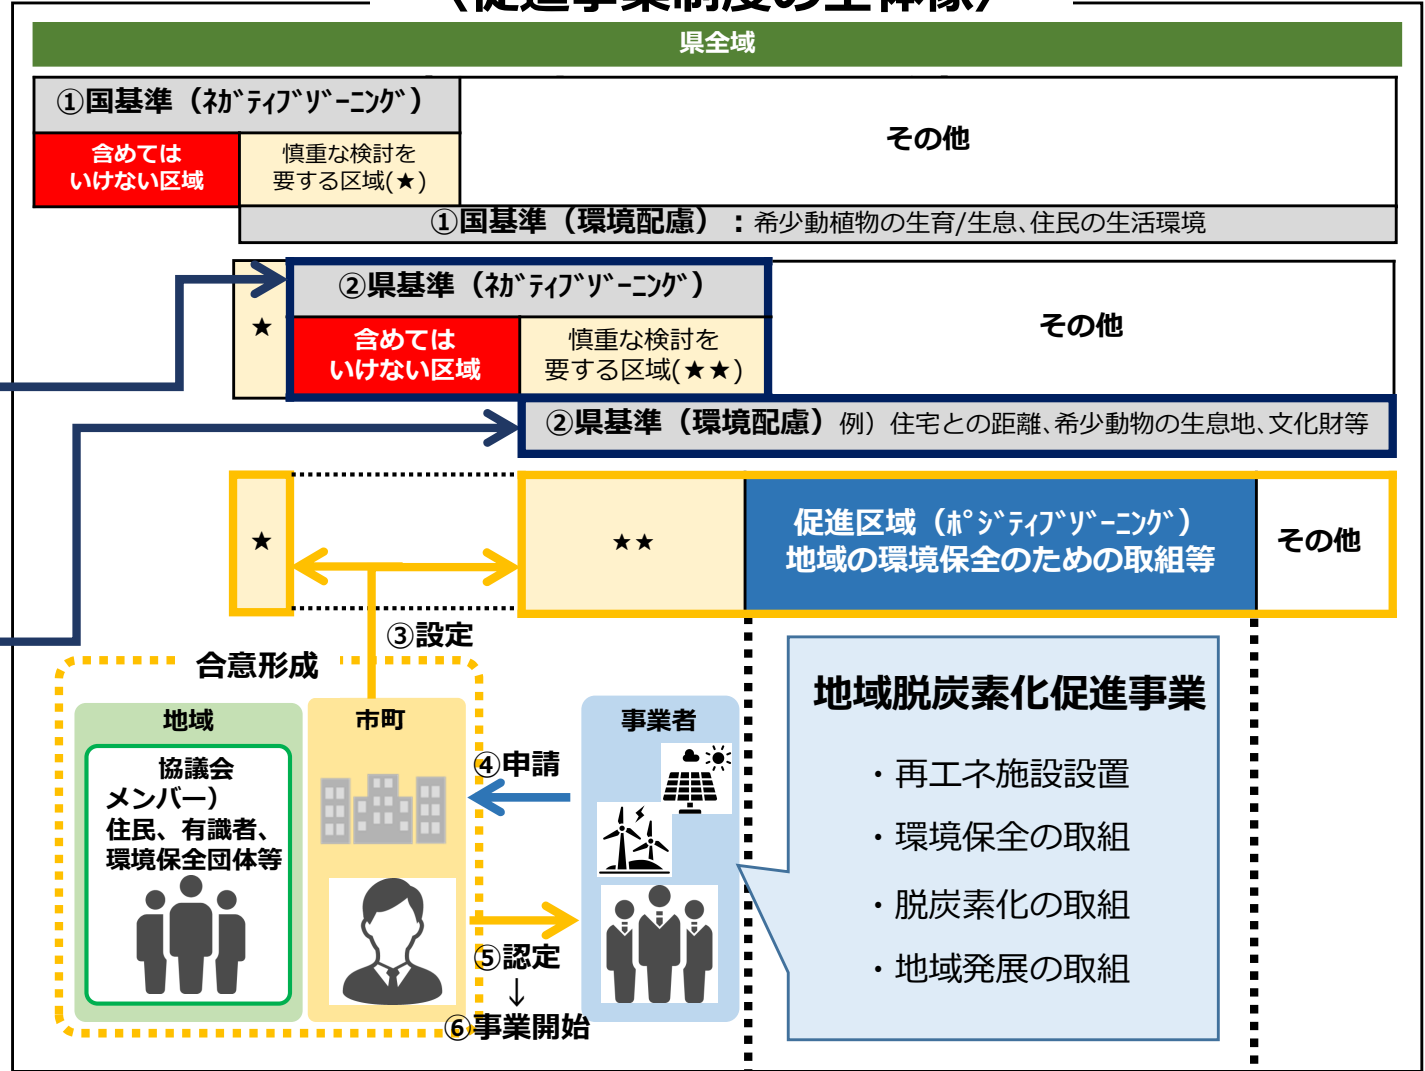 （促進事業制度の全体像）
県全域
①国基準（ﾈｶﾞﾃｨﾌﾞｿﾞｰﾆﾝｸﾞ）
その他
含めては
いけない区域
慎重な検討を
要する区域(★)
①国基準（環境配慮）：希少動植物の生育/生息、住民の生活環境
★
②県基準（ﾈｶﾞﾃｨﾌﾞｿﾞｰﾆﾝｸﾞ）
その他
含めては
いけない区域
慎重な検討を
要する区域(★★)
②県基準（環境配慮）例）住宅との距離、希少動物の生息地、文化財等
★
★★
促進区域（ﾎﾟｼﾞﾃｨﾌﾞｿﾞｰﾆﾝｸﾞ）
地域の環境保全のための取組等
その他
③設定
合意形成
地域
市町
事業者
協議会
メンバー）
住民、有識者、
環境保全団体等
④申請
⑤認定
↓
⑥事業開始
地域脱炭素化促進事業
・再エネ施設設置
・環境保全の取組
・脱炭素化の取組
・地域発展の取組